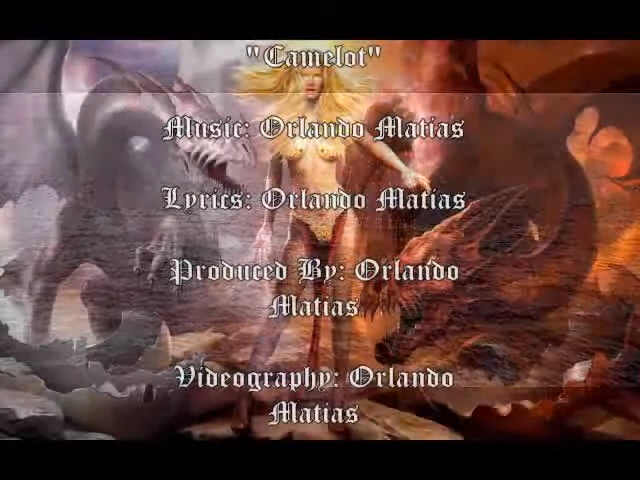 "Camelot"
Music: Orlando Matias
Lyrics: Orlando Matias
Produced By: Orlando
Matias
Videography: Orlando
Matias